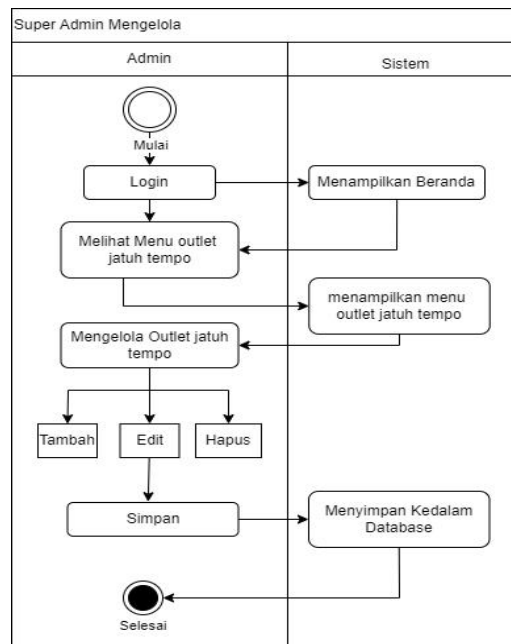 Super Admin Mengelola
Admin
Sistem
Mulai
Login
Menampilkan Beranda
Melihat Menu outlet
jatuh tempo
menampilkan menu
outlet jatuh tempo
Mengelola Outlet jatuh
tempo
Tambah
Edit
Hapus
Simpan
Menyimpan Kedalam
Database
Selesai